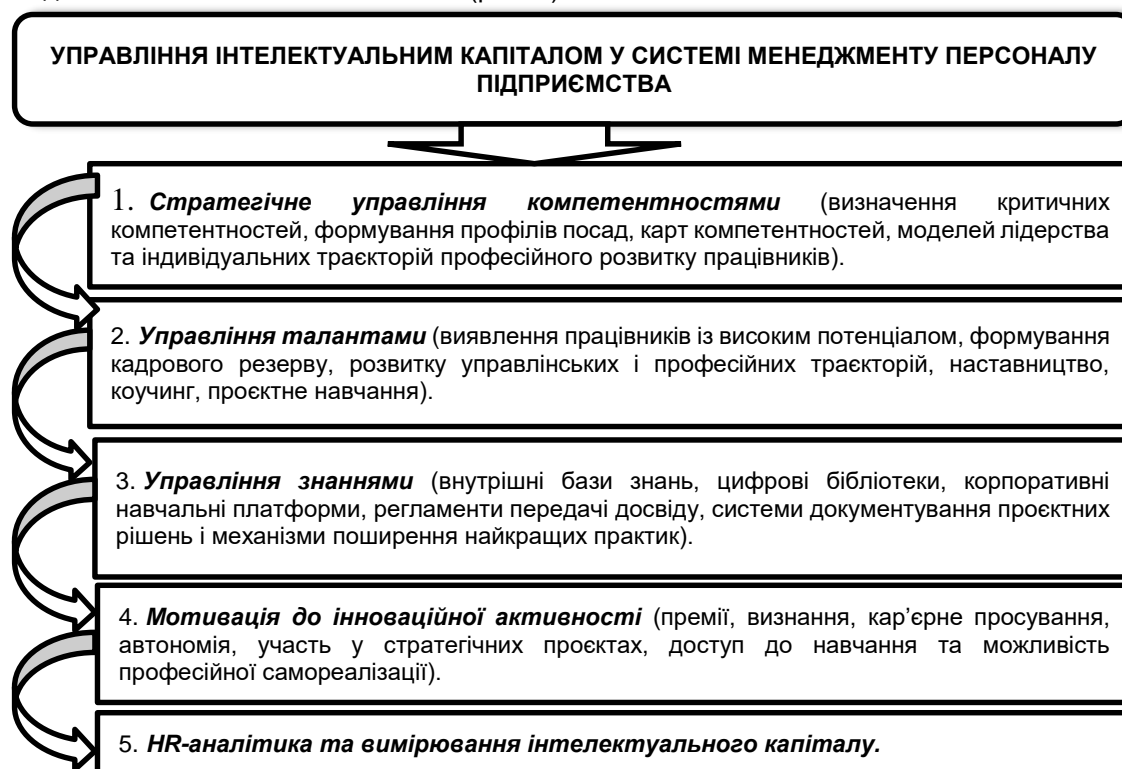 УПРАВЛІННЯ ІНТЕЛЕКТУАЛЬНИМ КАПІТАЛОМ У СИСТЕМІ МЕНЕДЖМЕНТУ ПЕРСОНАЛУ
ПІДПРИЄМСТВА
1. Стратегічне управління компетентностями (визначення критичних
компетентностей, формування профілів посад, карт компетентностей, моделей лідерства
та індивідуальних траєкторій професійного розвитку працівників).
2. Управління талантами (виявлення працівників із високим потенціалом, формування
кадрового резерву, розвитку управлінських і професійних траєкторій, наставництво,
коучинг, проєктне навчання).
3. Управління знаннями (внутрішні бази знань, цифрові бібліотеки, корпоративні
навчальні платформи, регламенти передачі досвіду, системи документування проєктних
рішень і механізми поширення найкращих практик).
4. Мотивація до інноваційної активності (премії, визнання, кар’єрне просування,
автономія, участь у стратегічних проєктах, доступ до навчання та можливість
професійної самореалізації).
5. HR-аналітика та вимірювання інтелектуального капіталу.